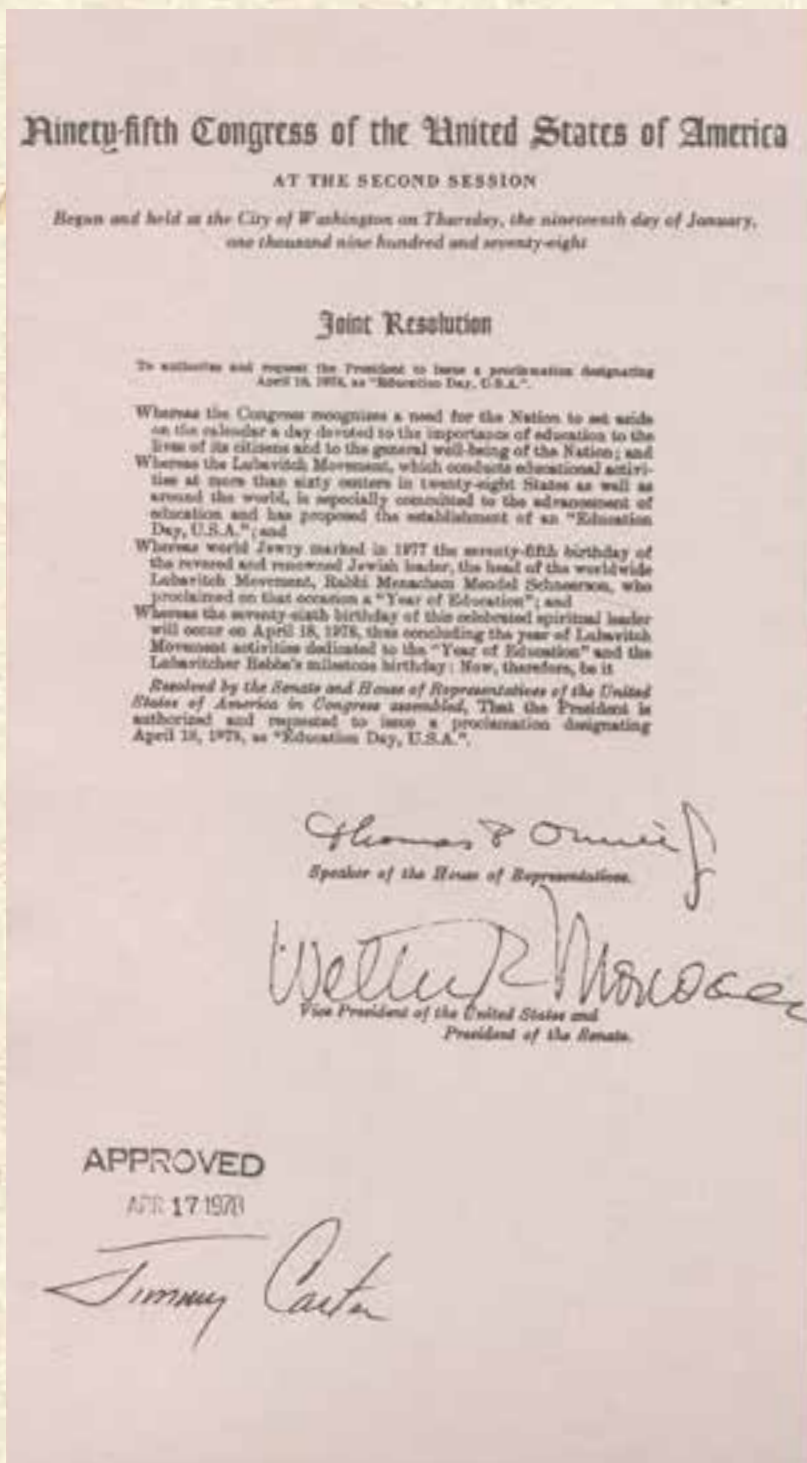 Ninety-fifth Congress of the United States of America
AT THE SECOND SESSION
Begun and held at the City of Washington on Thursday, the nineteenth day of January,
one thousand nine hundred and seventy-eight
Joint Resolution
To authorize and request the President to issue a proclamation designating
April 18, 1978, as "Education Day, U.S.A.".
Whereas the Congress recognizes a need for the Nation to set aside
on the calendar a day devoted to the importance of education to the
lives of its citizens and to the general well-being of the Nation; and
Whereas the Lubavitch Movement, which conducts educational activi-
ties at more than sixty centers in twenty-eight States as well as
around the world, is especially committed to the advancement of
education and has proposed the establishment of an "Education
Day, U.S.A."; and
Whereas world Jewry marked in 1977 the seventy-fifth birthday of
the revered and renowned Jewish leader, the head of the worldwide
Lubavitch Movement, Rabbi Menachem Mendel Schneerson, who
proclaimed on that occasion a "Year of Education"; and
Whereas the seventy-sixth birthday of this celebrated spiritual leader
will occur on April 18, 1978, thus concluding the year of Lubavitch
Movement activities dedicated to the "Year of Education" and the
Lubavitcher Rebbe's milestone birthday: Now, therefore, be it
Resolved by the Senate and House of Representatives of the United
States of America in Congress assembled, That the President is
authorized and requested to issue a proclamation designating
April 18, 1978, as "Education Day, U.S.A.".
Thomas P O'Neill Jr
Speaker of the House of Representatives.
Walter F Mondale
Vice President of the United States and
President of the Senate.
APPROVED
APR 17 1978
Jimmy Carter